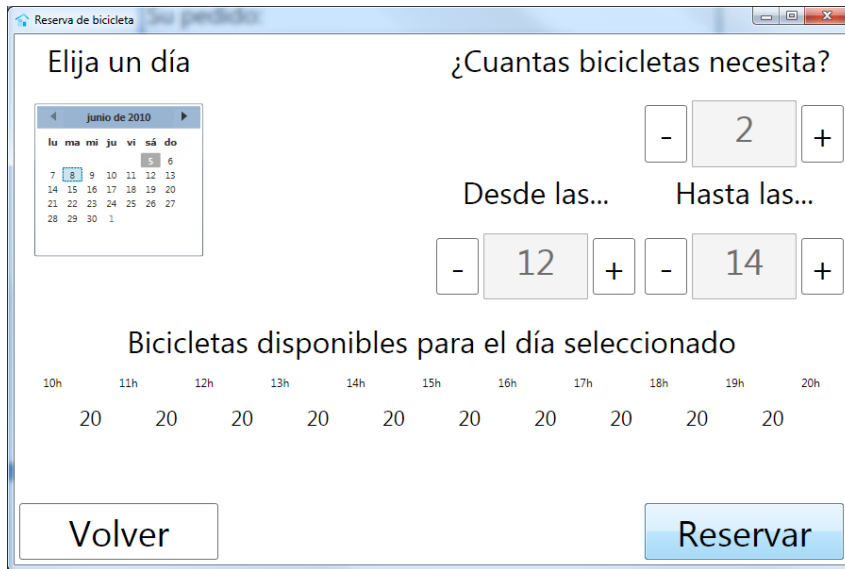 Su pedido:
Reserva de bicicleta
Elija un día
¿Cuantas bicicletas necesita?
junio de 2010
lu ma mi ju vi sá do
5 6
7 8 9 10 11 12 13
14 15 16 17 18 19 20
21 22 23 24 25 26 27
28 29 30 1
- 2 +
Desde las... Hasta las...
- 12 + - 14 +
Bicicletas disponibles para el día seleccionado
10h 11h 12h 13h 14h 15h 16h 17h 18h 19h 20h
20 20 20 20 20 20 20 20 20 20
Volver Reservar